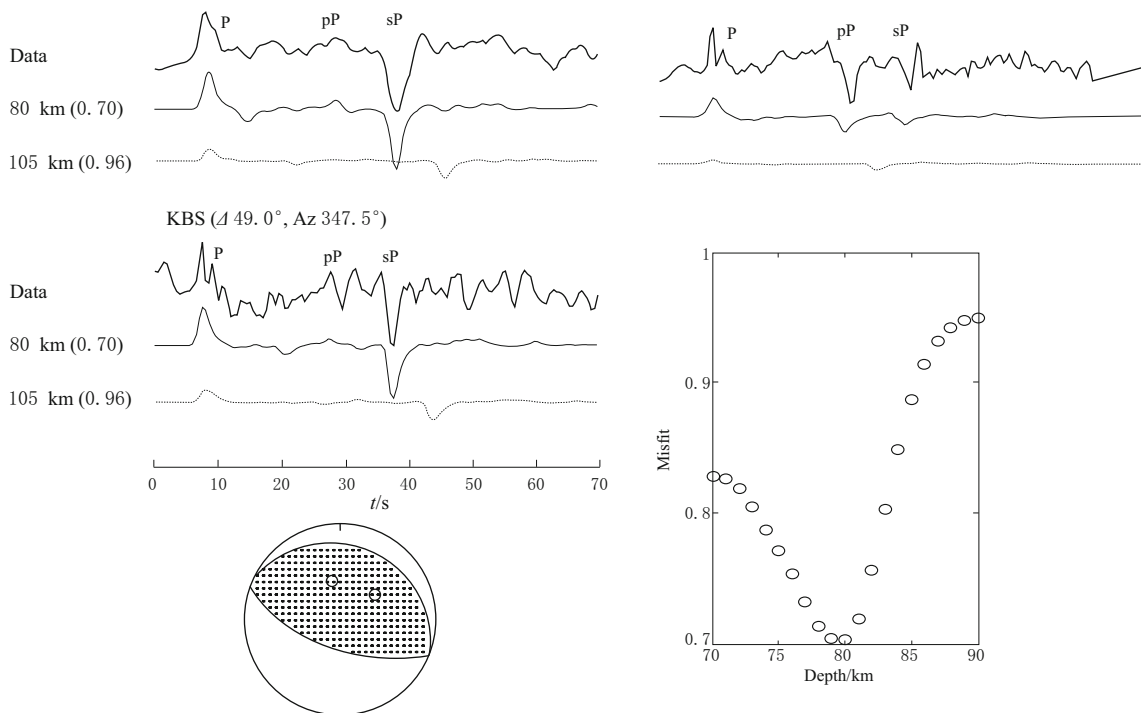 P pP sP
Data
80 km (0.70)
105 km (0.96)
P pP sP
KBS (Δ 49.0°, Az 347.5°)
P pP sP
Data
80 km (0.70)
105 km (0.96)
0 10 20 30 40 50 60 70
t/s
1
0.9
0.8
0.7
Misfit
70 75 80 85 90
Depth/km